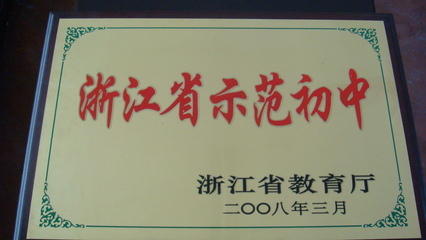 浙江省示范初中
浙江省教育厅
二〇〇八年三月